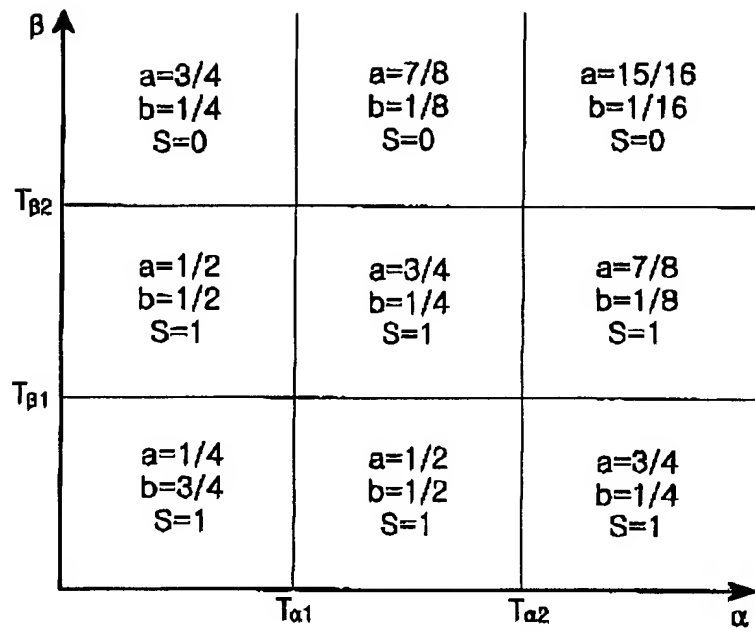 β
a=3/4
b=1/4
S=0
a=7/8
b=1/8
S=0
a=15/16
b=1/16
S=0
Tβ2
a=1/2
b=1/2
S=1
a=3/4
b=1/4
S=1
a=7/8
b=1/8
S=1
Tβ1
a=1/4
b=3/4
S=1
a=1/2
b=1/2
S=1
a=3/4
b=1/4
S=1
Tα1
Tα2
α